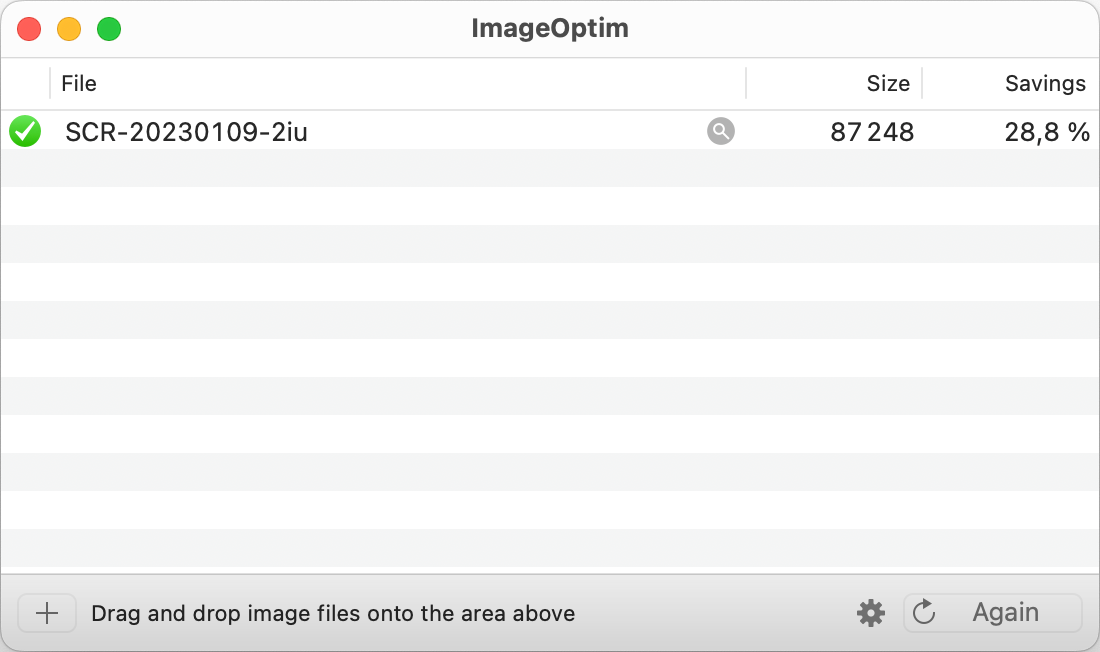 ImageOptim
File Size Savings
SCR-20230109-2iu 87 248 28,8 %
Drag and drop image files onto the area above Again